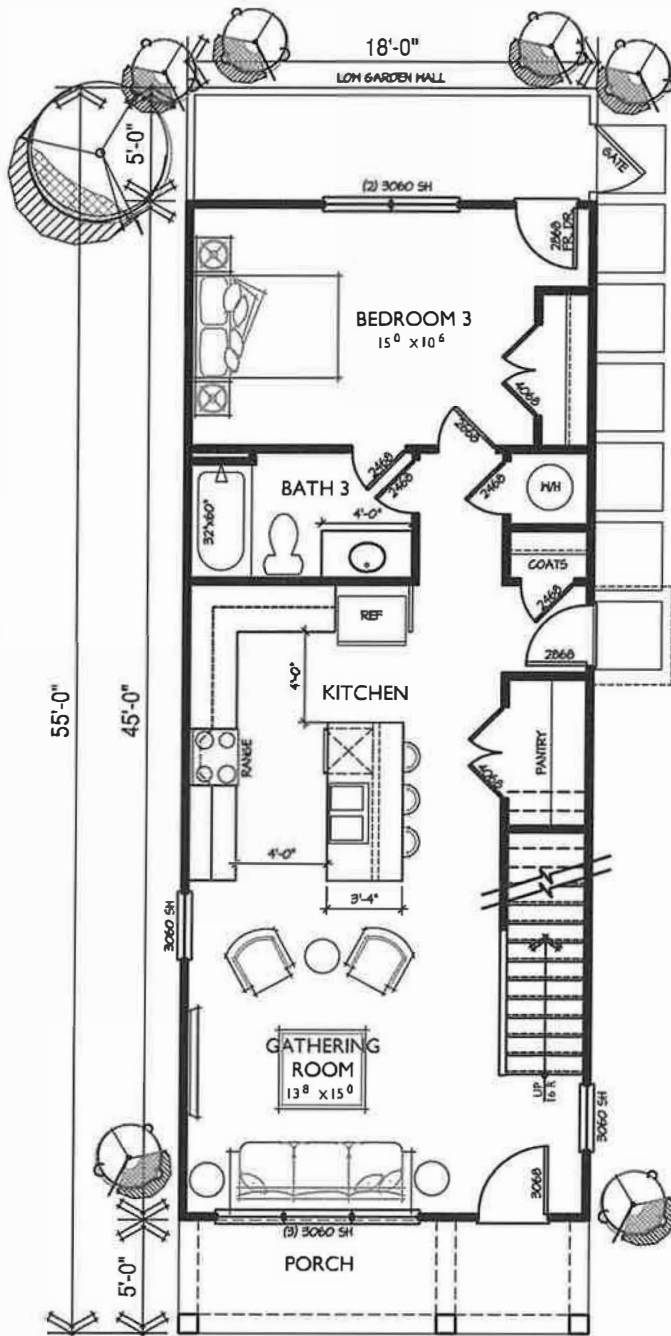 18'-0"
LOW GARDEN WALL
5'-0"
GATE
(2) 3060 SH
2868
FR. DR.
BEDROOM 3
15⁰ X10⁶
4068
2868
2468
2468
2468
W/H
BATH 3
32"x60"
4'-0"
COATS
2468
REF
2868
4'-0"
KITCHEN
55'-0"
45'-0"
RANGE
PANTRY
4068
4'-0"
3'-4"
3060 SH
GATHERING
ROOM
13⁸ X15⁰
UP
16 R
3060 SH
3068
(3) 3060 SH
PORCH
5'-0"